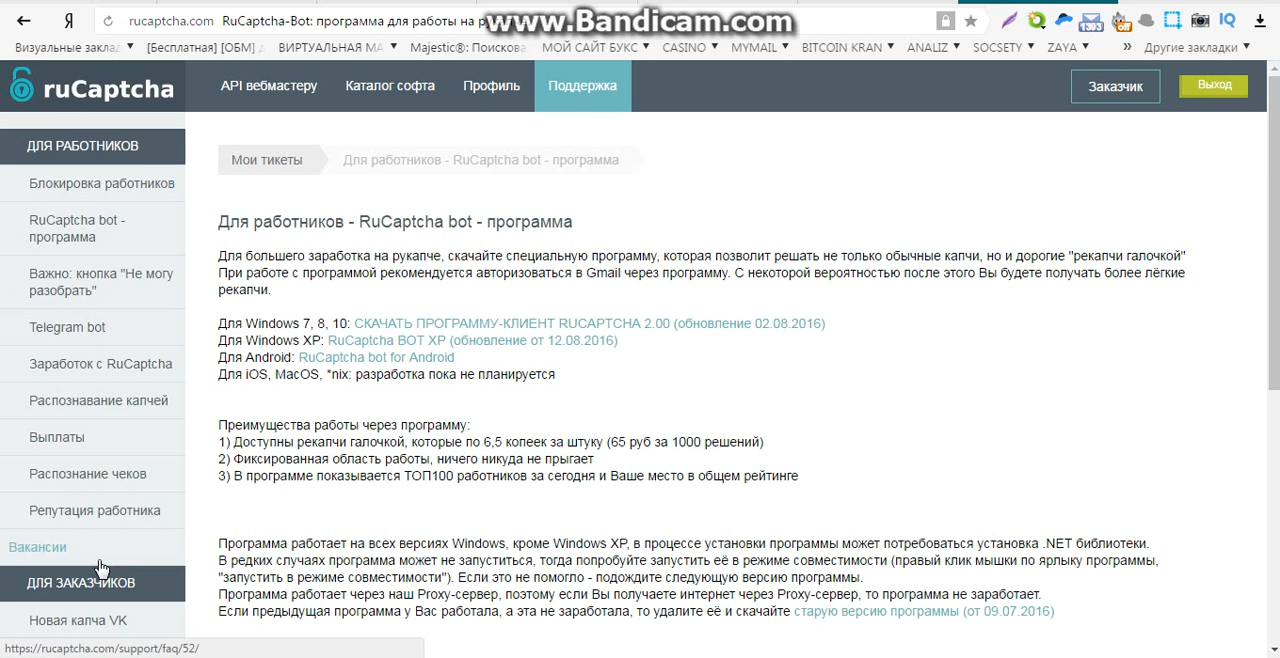 Я
rucaptcha.com RuCaptcha-Bot: программа для работы на
www.Bandicam.com
1393
off
IQ
Визуальные заклад
[Бесплатная] [ОБМ]
ВИРТУАЛЬНАЯ МА
Majestic®: Поискова
МОЙ САЙТ БУКС
CASINO
MYMAIL
BITCOIN KRAN
ANALIZ
SOCSETY
ZAYA
»
Другие закладки
ruCaptcha
API вебмастеру
Каталог софта
Профиль
Поддержка
Заказчик
Выход
ДЛЯ РАБОТНИКОВ
Блокировка работников
RuCaptcha bot -
программа
Важно: кнопка "Не могу
разобрать"
Telegram bot
Заработок с RuCaptcha
Распознавание капчей
Выплаты
Распознание чеков
Репутация работника
Вакансии
ДЛЯ ЗАКАЗЧИКОВ
Новая капча VK
https://rucaptcha.com/support/faq/52/
Мои тикеты
Для работников - RuCaptcha bot - программа
Для работников - RuCaptcha bot - программа
Для большего заработка на рукапче, скачайте специальную программу, которая позволит решать не только обычные капчи, но и дорогие "рекапчи галочкой"
При работе с программой рекомендуется авторизоваться в Gmail через программу. С некоторой вероятностью после этого Вы будете получать более лёгкие
рекапчи.
Для Windows 7, 8, 10: СКАЧАТЬ ПРОГРАММУ-КЛИЕНТ RUCAPTCHA 2.00 (обновление 02.08.2016)
Для Windows XP: RuCaptcha BOT XP (обновление от 12.08.2016)
Для Android: RuCaptcha bot for Android
Для iOS, MacOS, *nix: разработка пока не планируется
Преимущества работы через программу:
1) Доступны рекапчи галочкой, которые по 6,5 копеек за штуку (65 руб за 1000 решений)
2) Фиксированная область работы, ничего никуда не прыгает
3) В программе показывается ТОП100 работников за сегодня и Ваше место в общем рейтинге
Программа работает на всех версиях Windows, кроме Windows XP, в процессе установки программы может потребоваться установка .NET библиотеки.
В редких случаях программа может не запуститься, тогда попробуйте запустить её в режиме совместимости (правый клик мышки по ярлыку программы,
"запустить в режиме совместимости"). Если это не помогло - подождите следующую версию программы.
Программа работает через наш Proxy-сервер, поэтому если Вы получаете интернет через Proxy-сервер, то программа не заработает.
Если предыдущая программа у Вас работала, а эта не заработала, то удалите её и скачайте старую версию программы (от 09.07.2016)